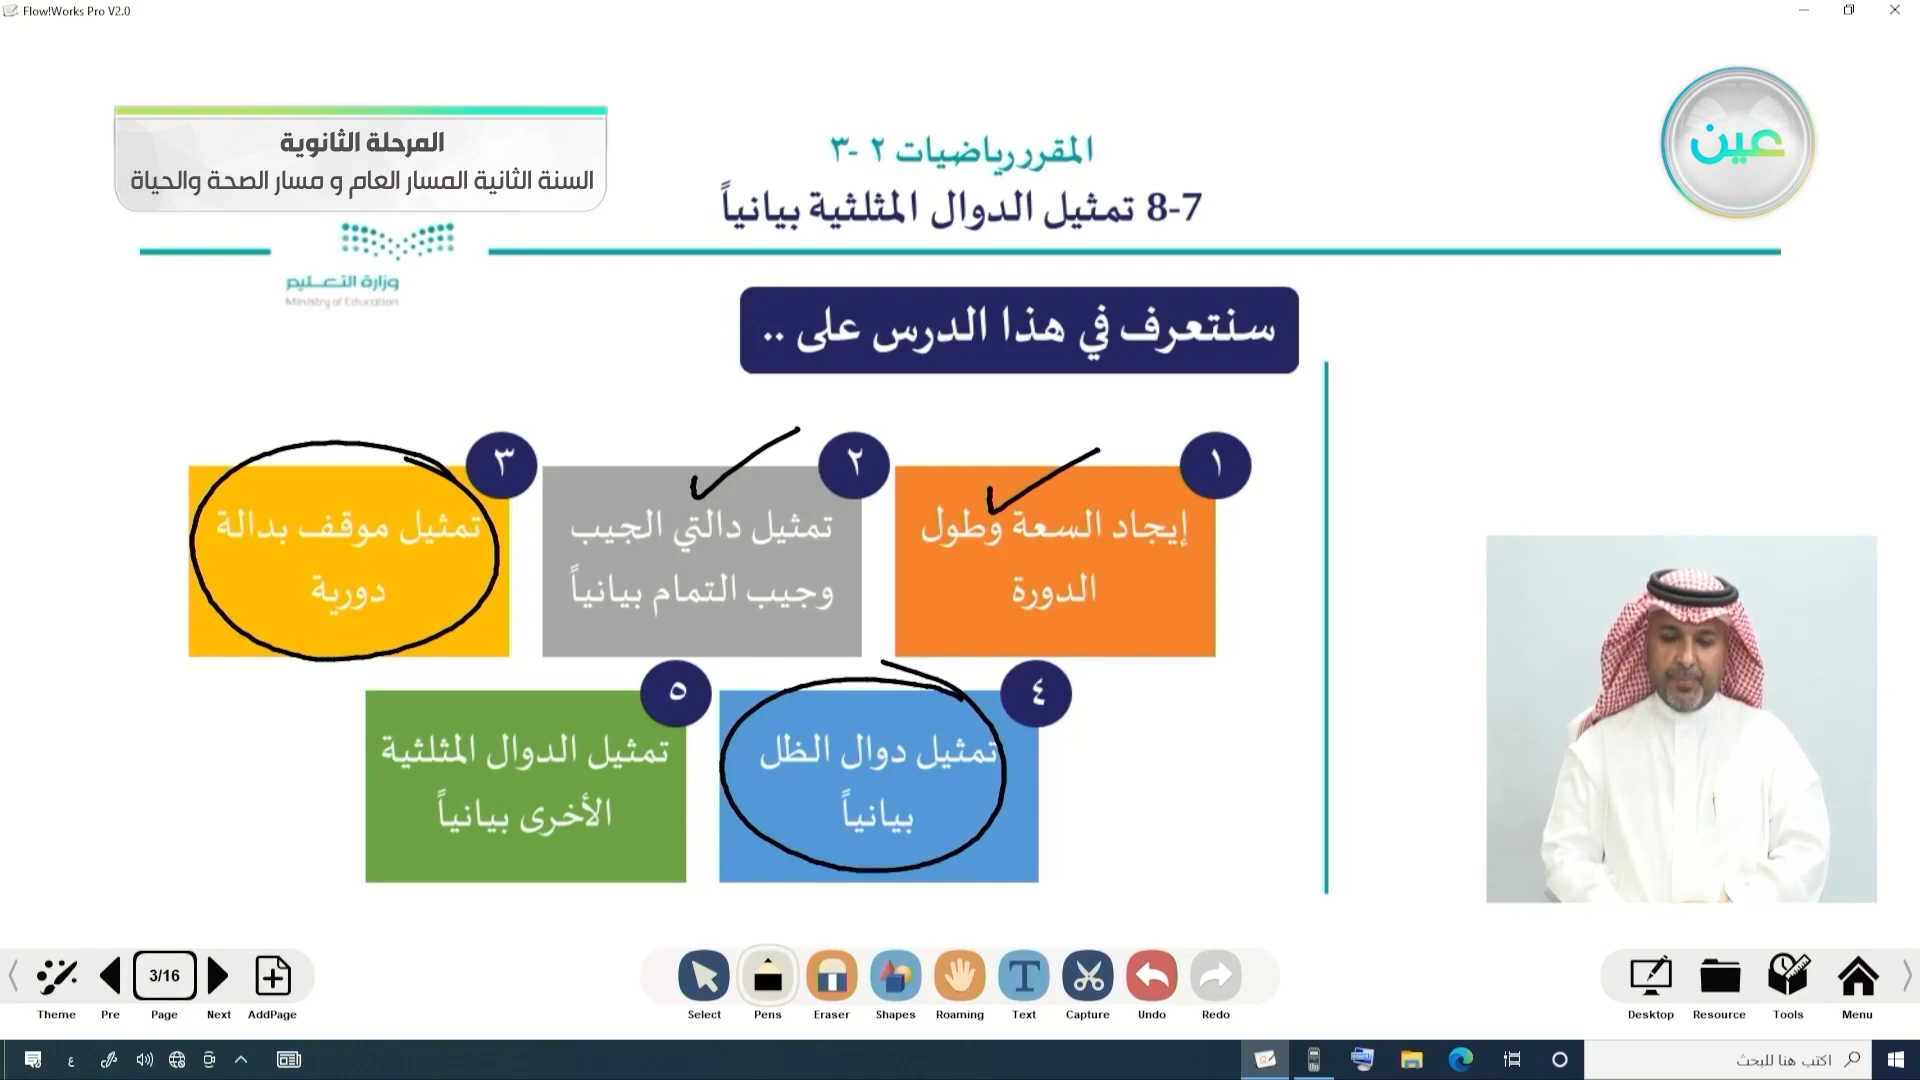 Flow!Works Pro V2.0
عين
المرحلة الثانوية
السنة الثانية المسار العام و مسار الصحة والحياة
المقرر رياضيات ٢ -٣
8-7 تمثيل الدوال المثلثية بيانياً
وزارة التعليم
Ministry of Education
سنتعرف في هذا الدرس على ..
١
إيجاد السعة وطول
الدورة
٢
تمثيل دالتي الجيب
وجيب التمام بيانياً
٣
تمثيل موقف بدالة
دورية
٤
تمثيل دوال الظل
بيانياً
٥
تمثيل الدوال المثلثية
الأخرى بيانياً
3/16
Theme Pre Page Next AddPage
Select Pens Eraser Shapes Roaming Text Capture Undo Redo
Desktop Resource Tools Menu
ع
اكتب هنا للبحث